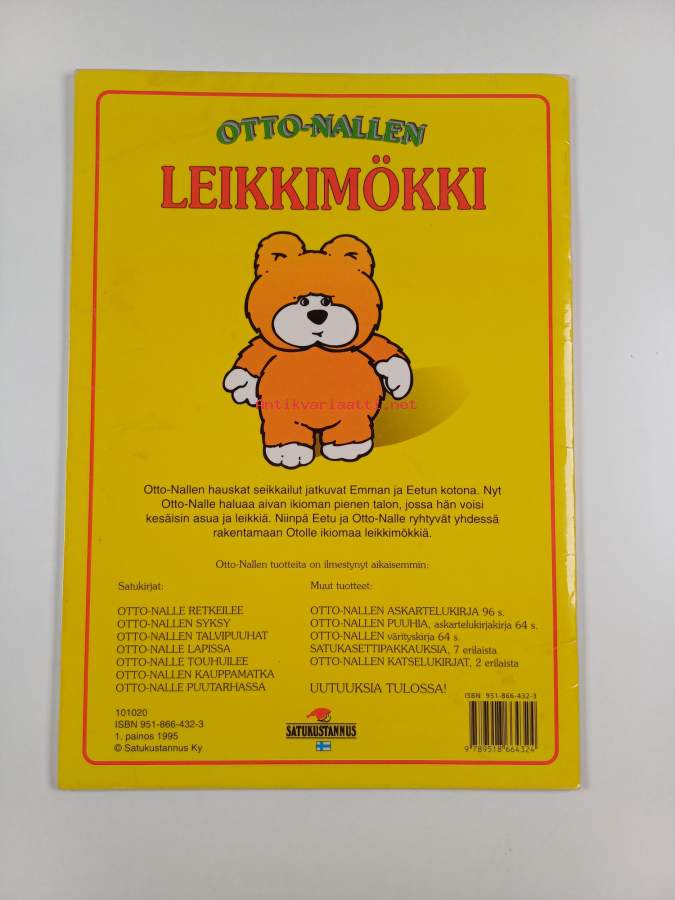 OTTO-NALLEN
LEIKKIMÖKKI
Antikvariaatti.net
Otto-Nallen hauskat seikkailut jatkuvat Emman ja Eetun kotona. Nyt
Otto-Nalle haluaa aivan ikioman pienen talon, jossa hän voisi
kesäisin asua ja leikkiä. Niinpä Eetu ja Otto-Nalle ryhtyvät yhdessä
rakentamaan Otolle ikiomaa leikkimökkiä.
Otto-Nallen tuotteita on ilmestynyt aikaisemmin:
Satukirjat:
OTTO-NALLE RETKEILEE
OTTO-NALLEN SYKSY
OTTO-NALLEN TALVIPUUHAT
OTTO-NALLE LAPISSA
OTTO-NALLE TOUHUILEE
OTTO-NALLEN KAUPPAMATKA
OTTO-NALLE PUUTARHASSA
Muut tuotteet:
OTTO-NALLEN ASKARTELUKIRJA 96 s.
OTTO-NALLEN PUUHIA, askartelukirjakirja 64 s.
OTTO-NALLEN värityskirja 64 s.
SATUKASETTIPAKKAUKSIA, 7 erilaista
OTTO-NALLEN KATSELUKIRJAT, 2 erilaista
UUTUUKSIA TULOSSA!
101020
ISBN 951-866-432-3
1. painos 1995
© Satukustannus Ky
SATUKUSTANNUS
ISBN 951-866-432-3
9 789518 664324